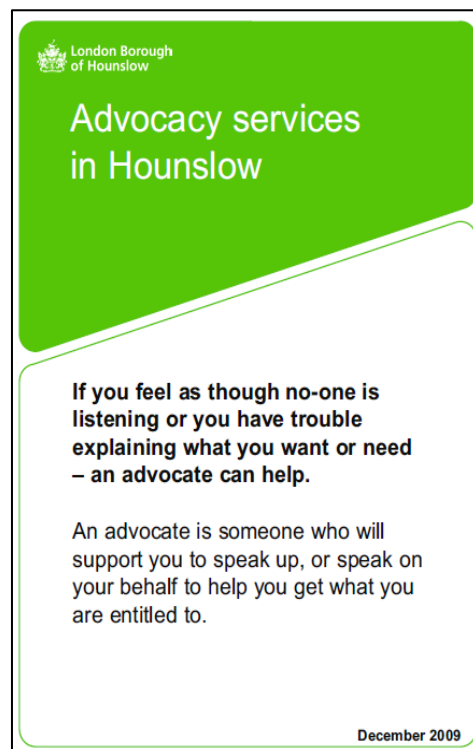 London Borough
of Hounslow
Advocacy services
in Hounslow
If you feel as though no-one is
listening or you have trouble
explaining what you want or need
– an advocate can help.
An advocate is someone who will
support you to speak up, or speak on
your behalf to help you get what you
are entitled to.
December 2009